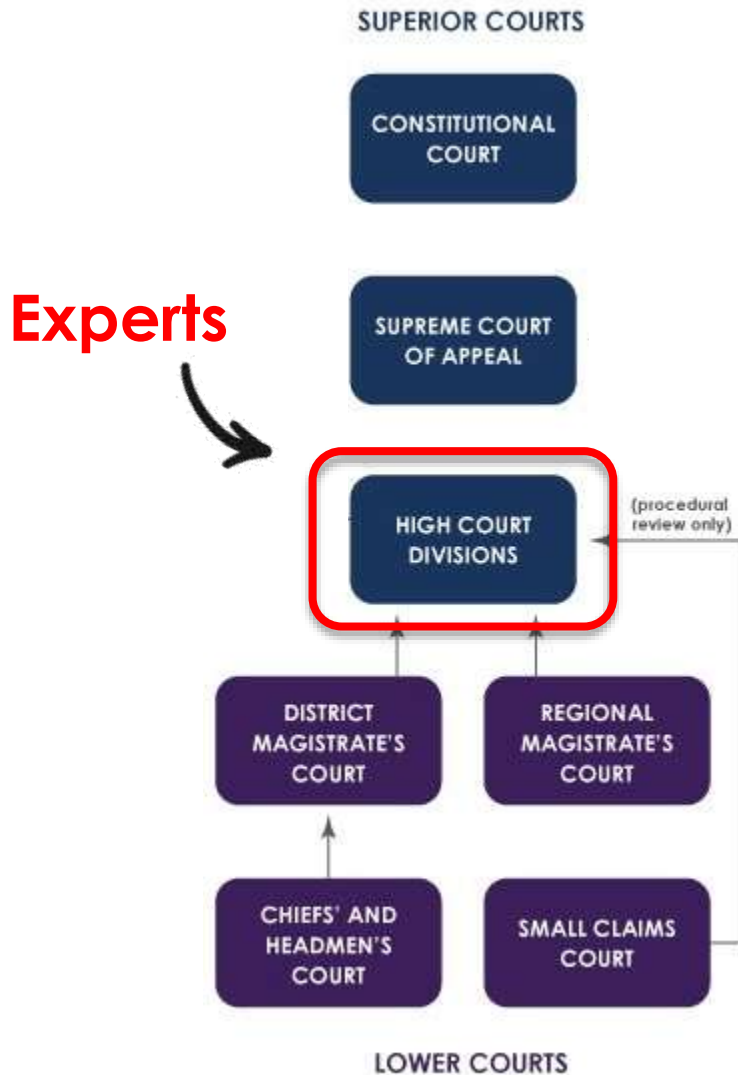 SUPERIOR COURTS
CONSTITUTIONAL
COURT
Experts
SUPREME COURT
OF APPEAL
HIGH COURT
DIVISIONS
(procedural
review only)
DISTRICT
MAGISTRATE'S
COURT
REGIONAL
MAGISTRATE'S
COURT
CHIEFS' AND
HEADMEN'S
COURT
SMALL CLAIMS
COURT
LOWER COURTS